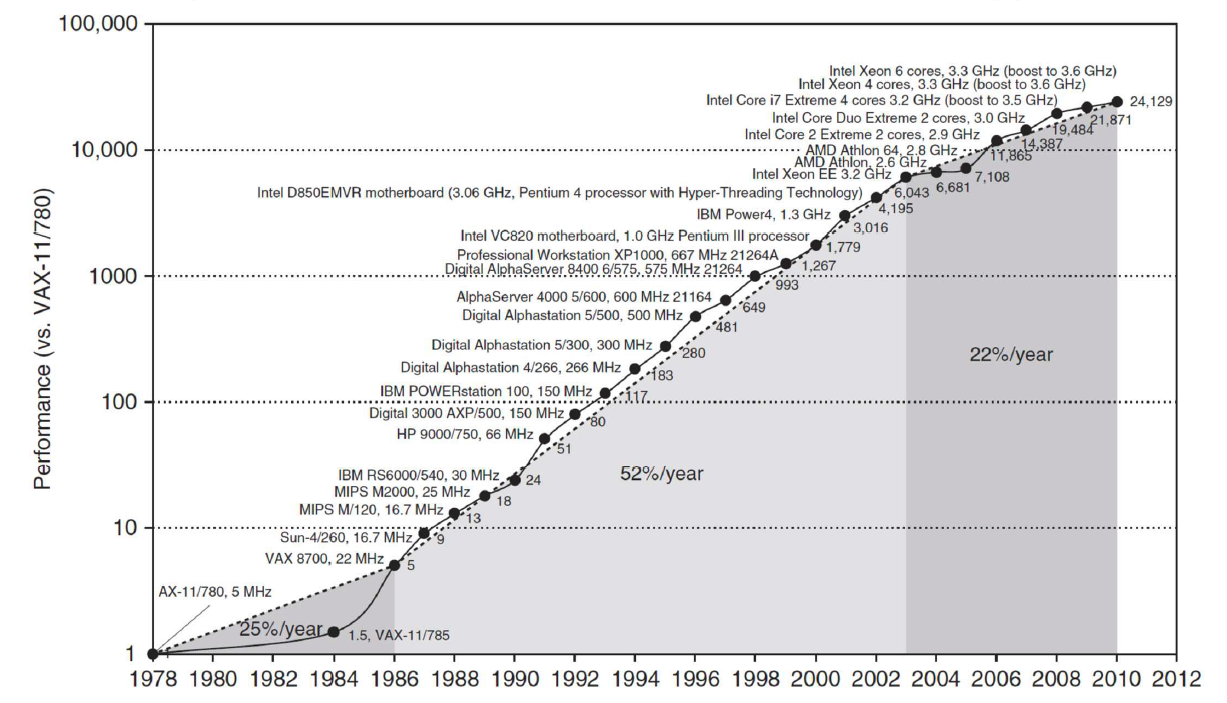 100,000
10,000
1000
100
10
1
Performance (vs. VAX-11/780)
Intel Xeon 6 cores, 3.3 GHz (boost to 3.6 GHz)
Intel Xeon 4 cores, 3.3 GHz (boost to 3.6 GHz)
Intel Core i7 Extreme 4 cores 3.2 GHz (boost to 3.5 GHz)
24,129
Intel Core Duo Extreme 2 cores, 3.0 GHz
21,871
Intel Core 2 Extreme 2 cores, 2.9 GHz
19,484
AMD Athlon 64, 2.8 GHz
14,387
AMD Athlon, 2.6 GHz
11,865
Intel Xeon EE 3.2 GHz
7,108
Intel D850EMVR motherboard (3.06 GHz, Pentium 4 processor with Hyper-Threading Technology)
6,043
6,681
4,195
IBM Power4, 1.3 GHz
3,016
Intel VC820 motherboard, 1.0 GHz Pentium III processor
1,779
Professional Workstation XP1000, 667 MHz 21264A
1,267
Digital AlphaServer 8400 6/575, 575 MHz 21264
993
AlphaServer 4000 5/600, 600 MHz 21164
649
Digital Alphastation 5/500, 500 MHz
481
Digital Alphastation 5/300, 300 MHz
280
22%/year
Digital Alphastation 4/266, 266 MHz
183
IBM POWERstation 100, 150 MHz
117
Digital 3000 AXP/500, 150 MHz
80
HP 9000/750, 66 MHz
51
52%/year
IBM RS6000/540, 30 MHz
24
MIPS M2000, 25 MHz
18
MIPS M/120, 16.7 MHz
13
Sun-4/260, 16.7 MHz
9
VAX 8700, 22 MHz
5
AX-11/780, 5 MHz
25%/year
1.5, VAX-11/785
1978 1980 1982 1984 1986 1988 1990 1992 1994 1996 1998 2000 2002 2004 2006 2008 2010 2012